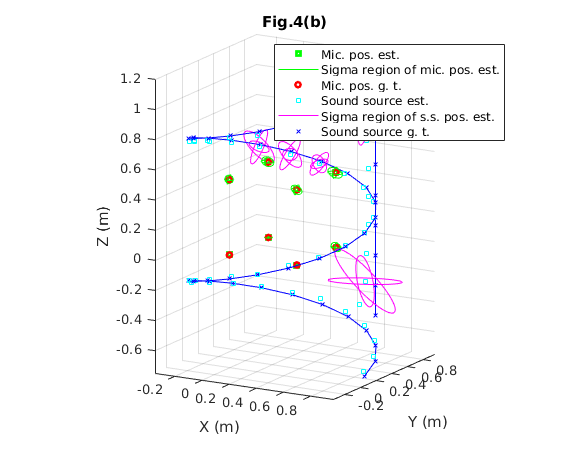 Fig.4(b)
Mic. pos. est.
Sigma region of mic. pos. est.
Mic. pos. g. t.
Sound source est.
Sigma region of s.s. pos. est.
Sound source g. t.
1.2
1
0.8
0.6
0.4
0.2
0
-0.2
-0.4
-0.6
Z (m)
-0.2
0
0.2
0.4
0.6
0.8
X (m)
-0.2
0
0.2
0.4
0.6
0.8
Y (m)